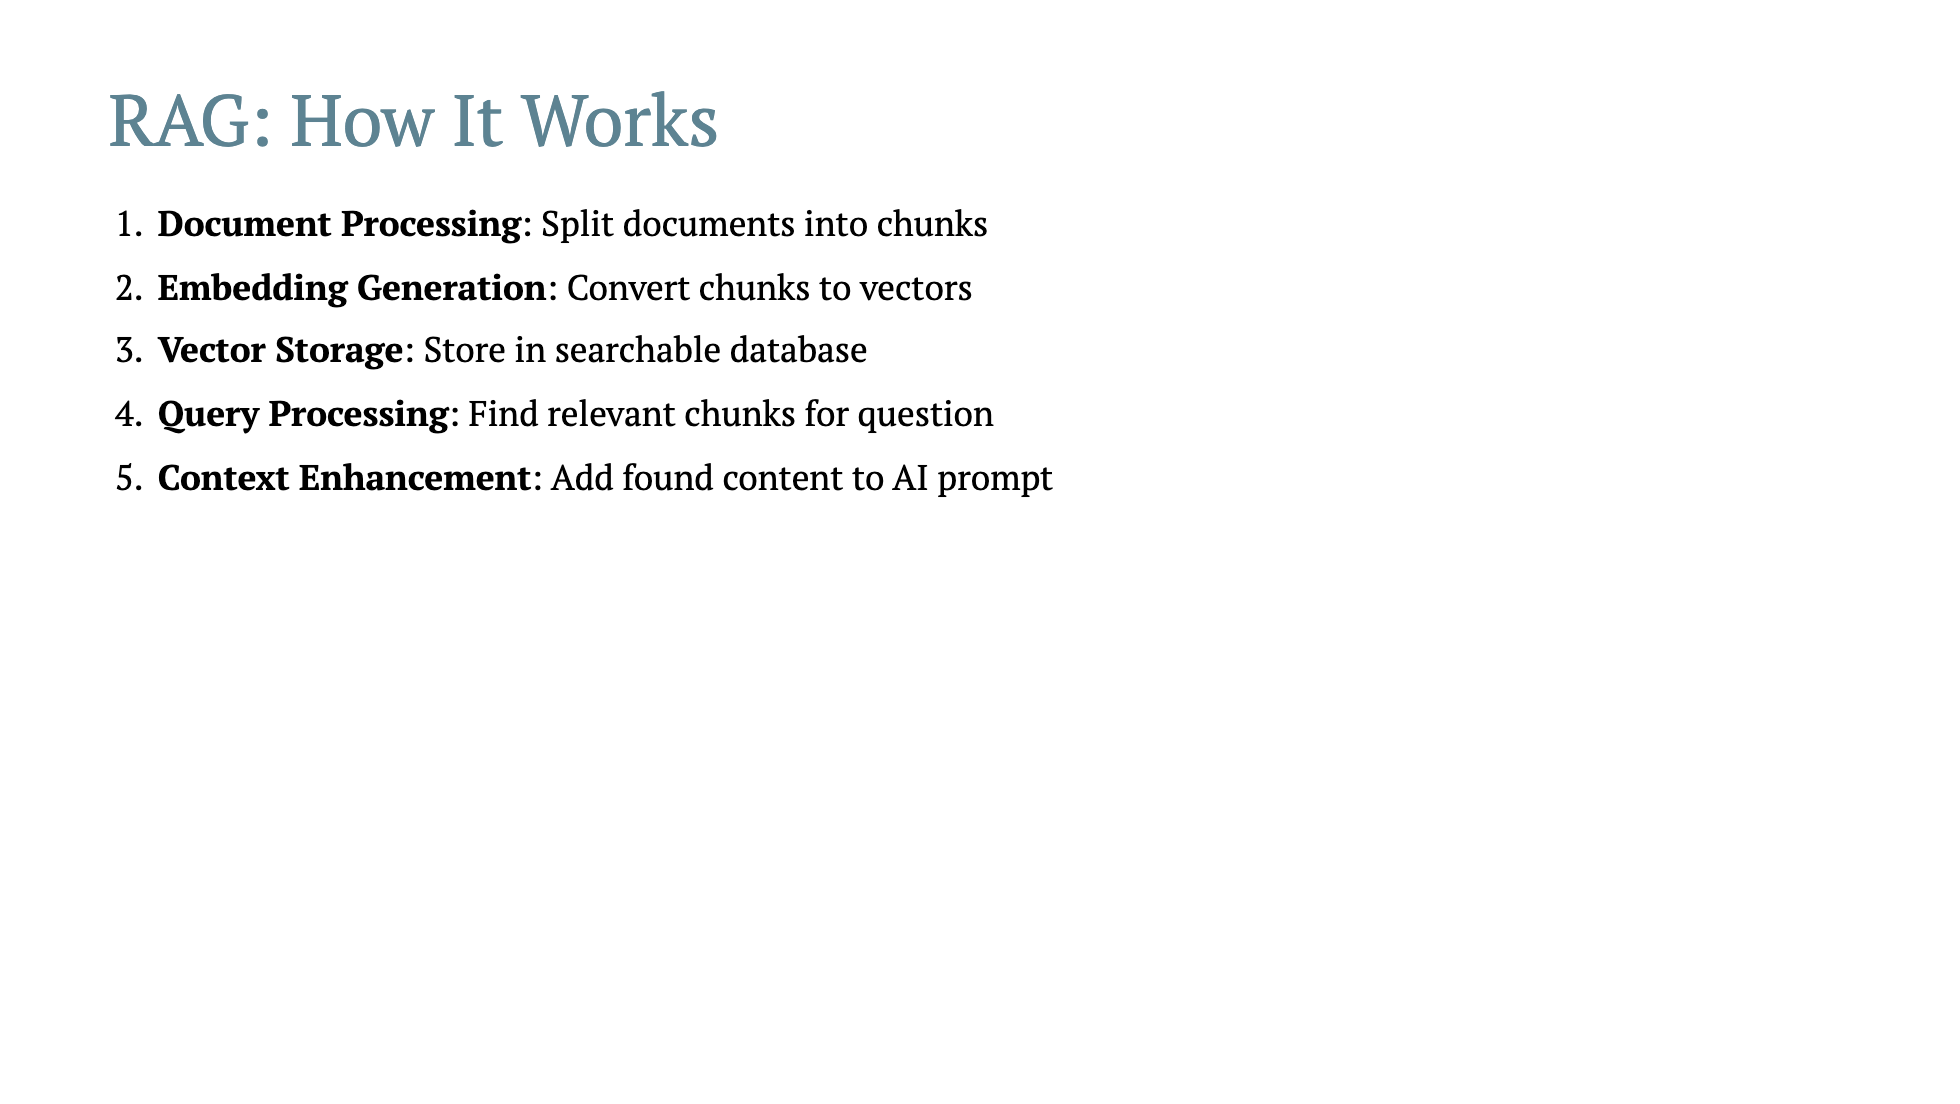 RAG: How It Works
1. Document Processing: Split documents into chunks
2. Embedding Generation: Convert chunks to vectors
3. Vector Storage: Store in searchable database
4. Query Processing: Find relevant chunks for question
5. Context Enhancement: Add found content to AI prompt